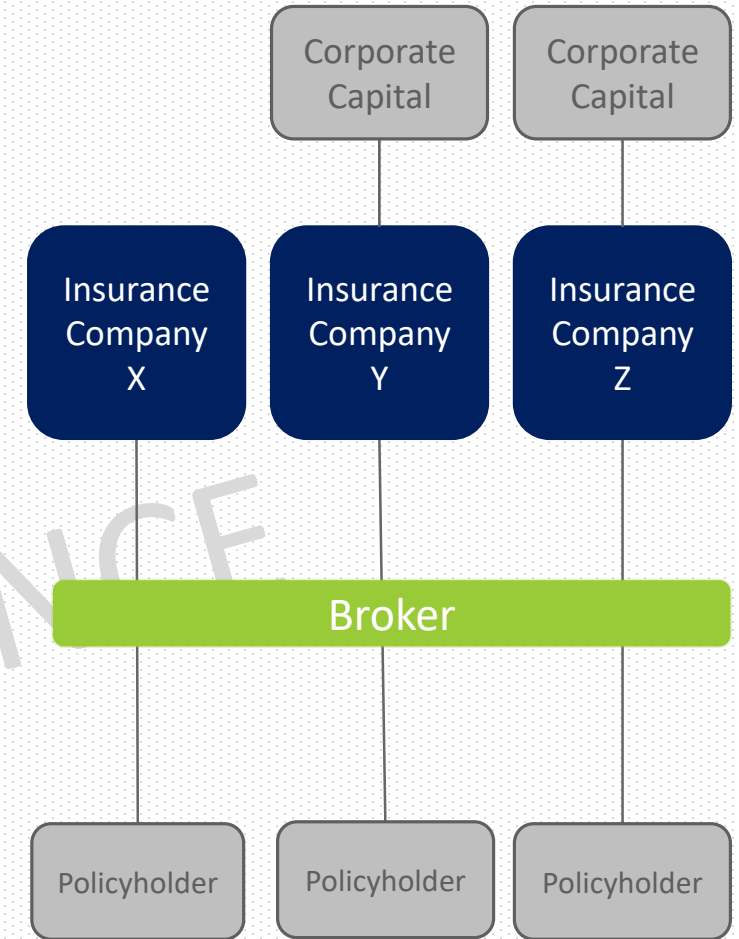 Corporate
Capital
Corporate
Capital
Insurance
Company
X
Insurance
Company
Y
Insurance
Company
Z
Broker
Policyholder
Policyholder
Policyholder